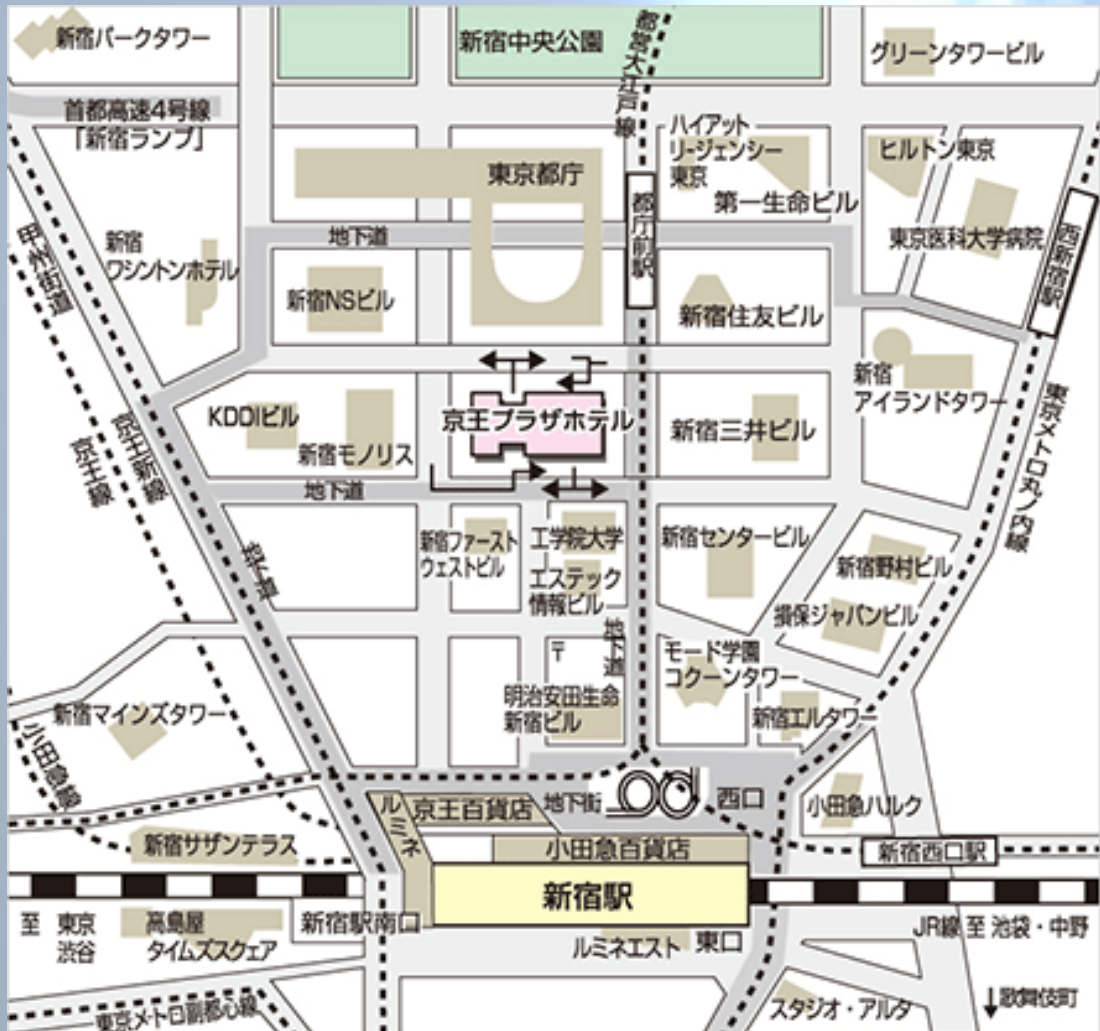 新宿パークタワー
新宿中央公園
都営大江戸線
グリーンタワービル
首都高速4号線
「新宿ランプ」
ハイアット
リージェンシー
東京
ヒルトン東京
東京都庁
第一生命ビル
都庁前駅
東京医科大学病院
西新宿駅
甲州街道
新宿
ワシントンホテル
地下道
新宿NSビル
新宿住友ビル
新宿
アイランドタワー
東京メトロ丸ノ内線
KDDIビル
新宿モノリス
京王プラザホテル
新宿三井ビル
京王新線
京王線
地下道
地下道
新宿ファースト
ウェストビル
工学院大学
エステック
情報ビル
新宿センタービル
新宿野村ビル
損保ジャパンビル
地下道
〒
モード学園
コクーンタワー
明治安田生命
新宿ビル
新宿エルタワー
新宿マインズタワー
小田急線
ルミネ
京王百貨店
地下街
西口
小田急ハルク
新宿サザンテラス
小田急百貨店
新宿西口駅
新宿駅
至 東京
渋谷
高島屋
タイムズスクェア
新宿駅南口
ルミネエスト
東口
JR線 至 池袋・中野
東京メトロ副都心線
スタジオ・アルタ
↓歌舞伎町